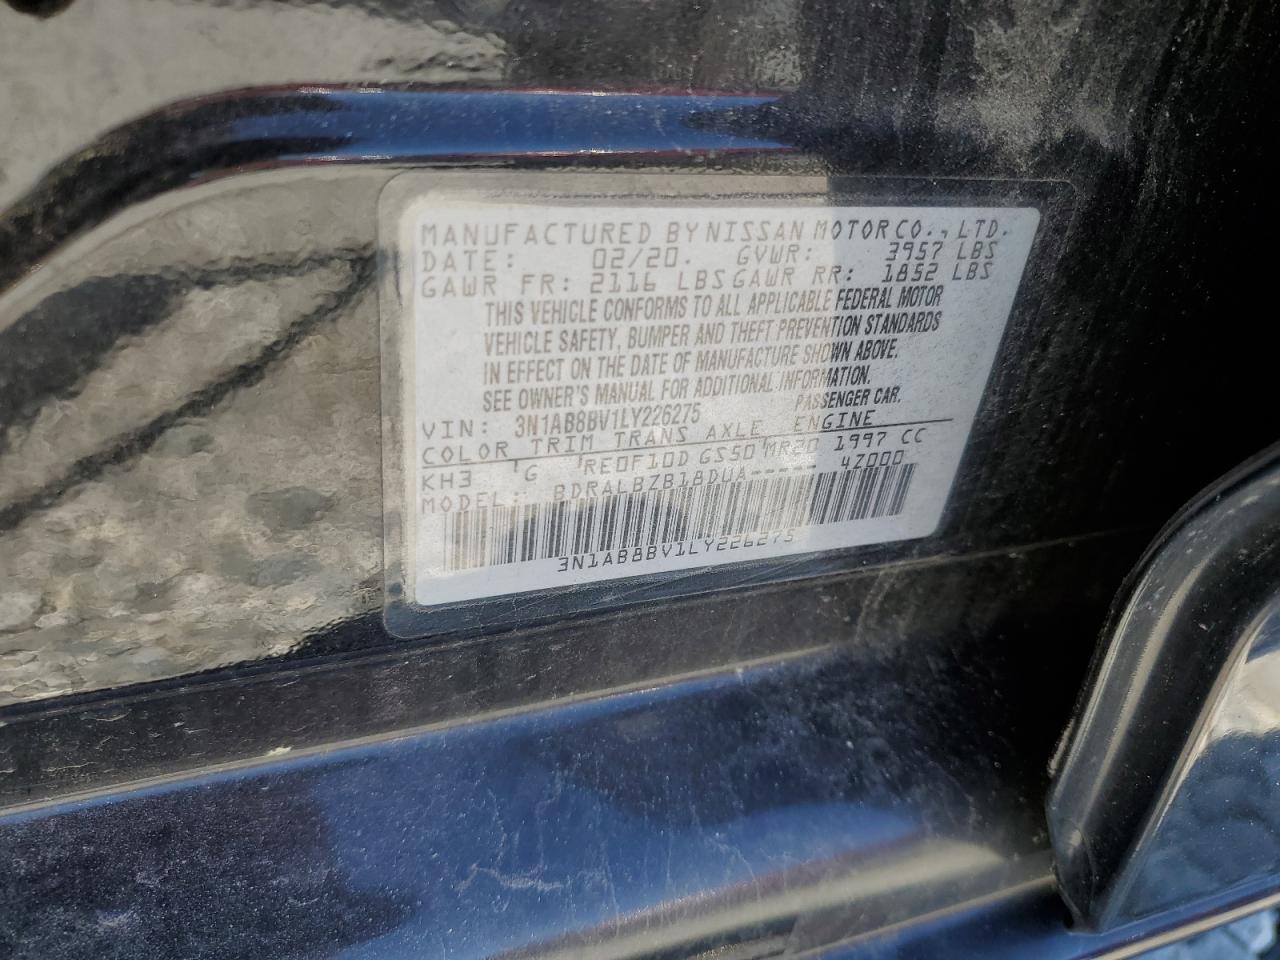 MANUFACTURED BY NISSAN MOTOR CO., LTD.
DATE: 02/20. GVWR: 3957 LBS
GAWR FR: 2116 LBS GAWR RR: 1852 LBS
THIS VEHICLE CONFORMS TO ALL APPLICABLE FEDERAL MOTOR
VEHICLE SAFETY, BUMPER AND THEFT PREVENTION STANDARDS
IN EFFECT ON THE DATE OF MANUFACTURE SHOWN ABOVE.
SEE OWNER'S MANUAL FOR ADDITIONAL INFORMATION.
VIN: 3N1AB8BV1LY226275 PASSENGER CAR.
COLOR TRIM TRANS AXLE ENGINE
KH3 'G 'RE0F10D GS50 'MR20 1997 CC
MODEL: BDRALBZB18DUA----- 4Z000
3N1AB8BV1LY226275